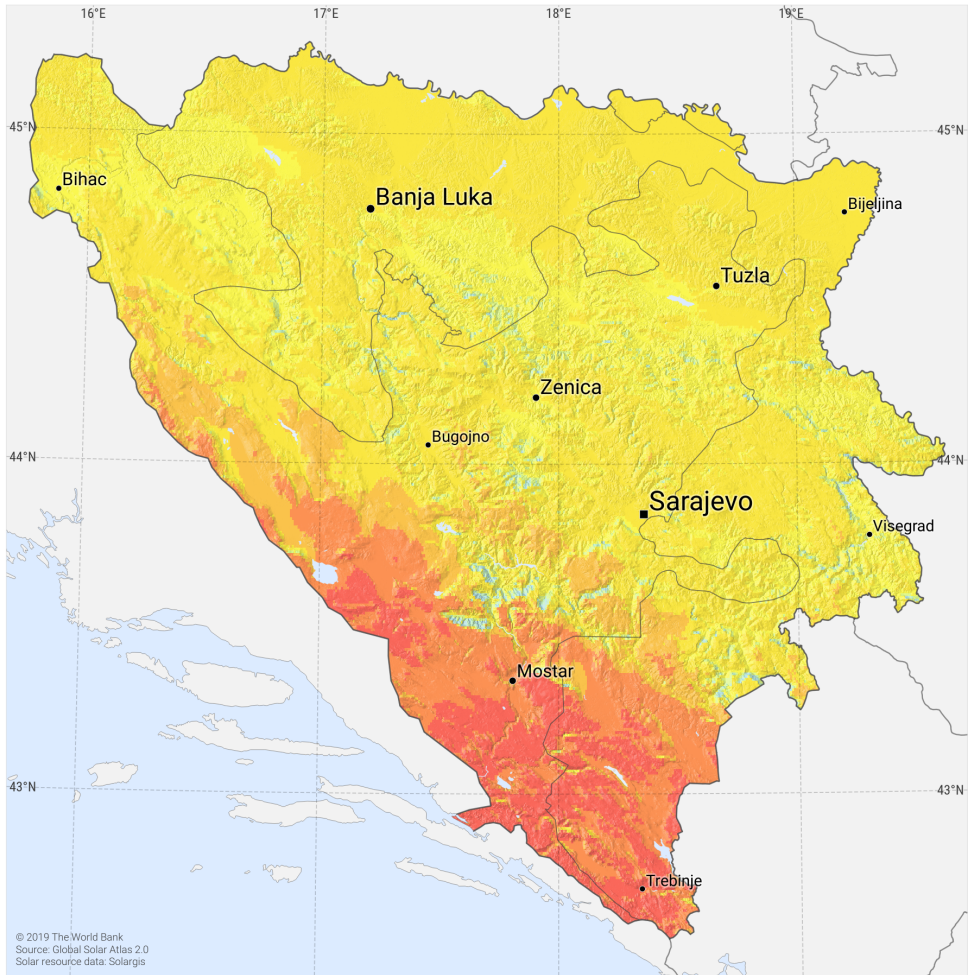 16°E 17°E 18°E 19°E
45°N 45°N
Bihac
Banja Luka
Bijeljina
Tuzla
Zenica
Bugojno
44°N 44°N
Sarajevo
Visegrad
Mostar
43°N 43°N
Trebinje
© 2019 The World Bank
Source: Global Solar Atlas 2.0
Solar resource data: Solargis